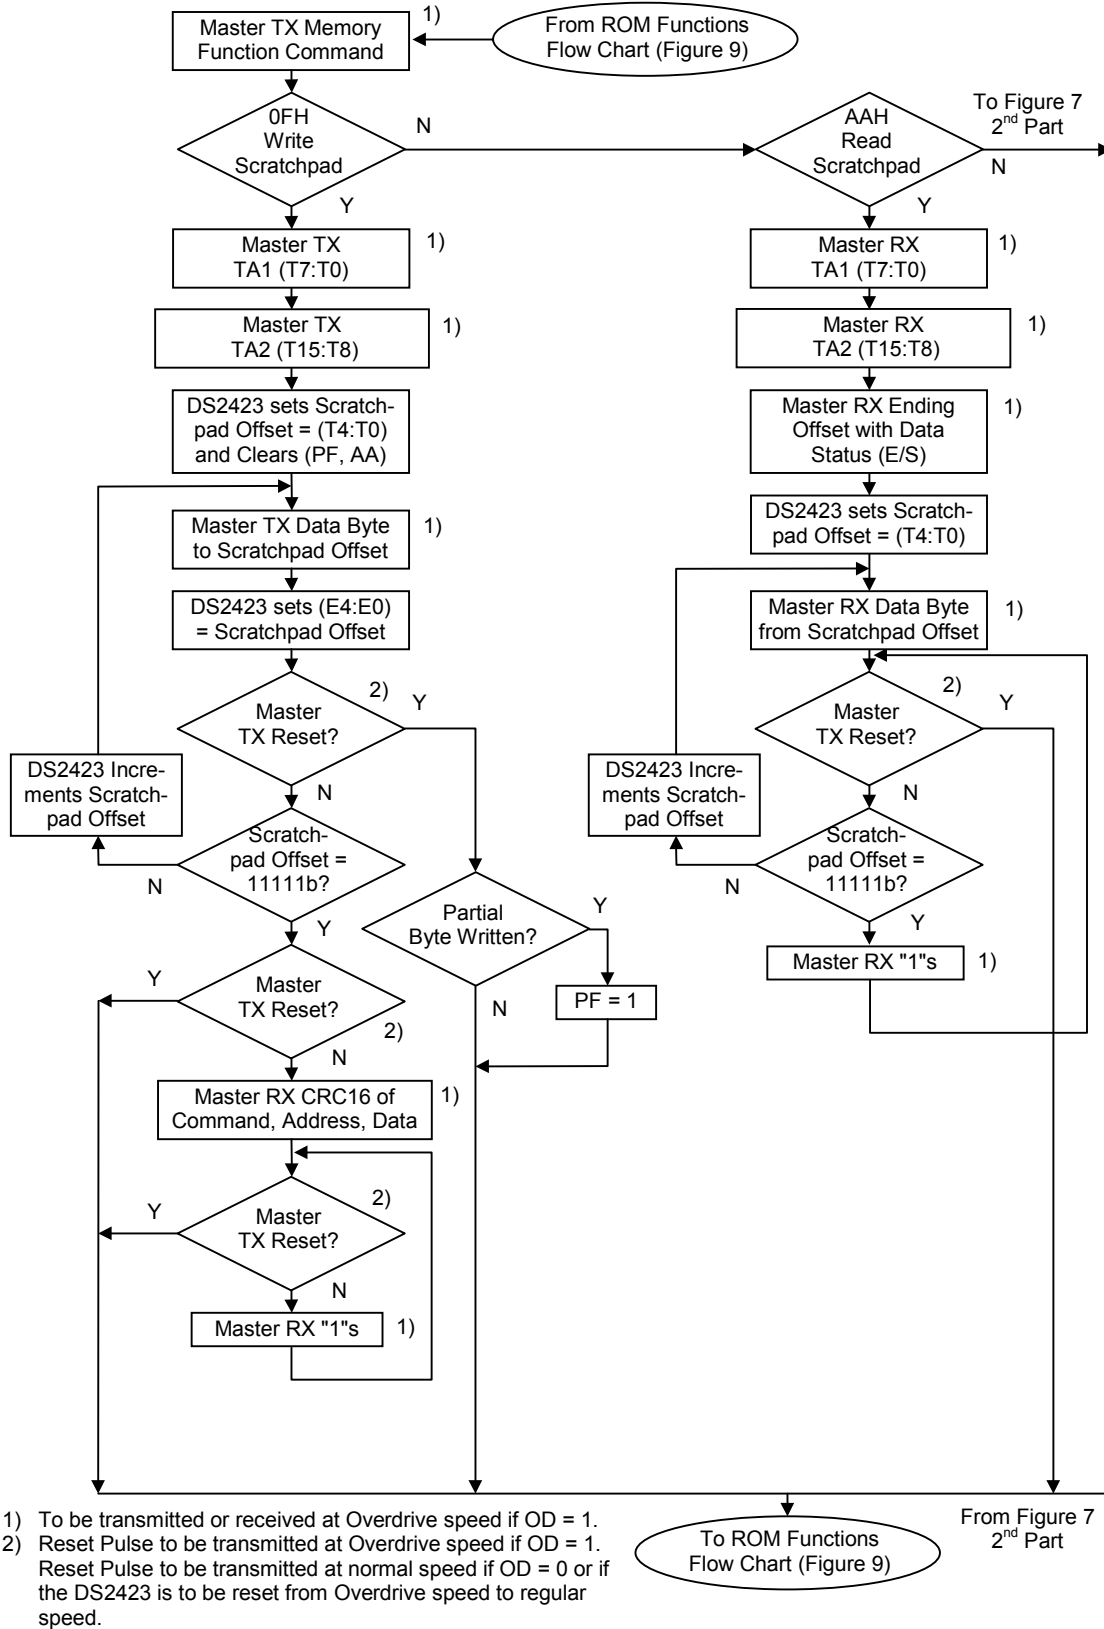 Master TX Memory
Function Command
1)
From ROM Functions
Flow Chart (Figure 9)
0FH
Write
Scratchpad
N
Y
AAH
Read
Scratchpad
To Figure 7
2nd Part
N
Y
Master TX
TA1 (T7:T0)
1)
Master TX
TA2 (T15:T8)
1)
DS2423 sets Scratch-
pad Offset = (T4:T0)
and Clears (PF, AA)
Master TX Data Byte
to Scratchpad Offset
1)
DS2423 sets (E4:E0)
= Scratchpad Offset
2)
Master
TX Reset?
Y
N
DS2423 Incre-
ments Scratch-
pad Offset
Scratch-
pad Offset =
11111b?
N
Y
Partial
Byte Written?
Y
N
PF = 1
Master
TX Reset?
Y
2)
N
Master RX CRC16 of
Command, Address, Data
1)
Master
TX Reset?
2)
Y
N
Master RX "1"s
1)
Master RX
TA1 (T7:T0)
1)
Master RX
TA2 (T15:T8)
1)
Master RX Ending
Offset with Data
Status (E/S)
1)
DS2423 sets Scratch-
pad Offset = (T4:T0)
Master RX Data Byte
from Scratchpad Offset
1)
2)
Master
TX Reset?
Y
N
DS2423 Incre-
ments Scratch-
pad Offset
Scratch-
pad Offset =
11111b?
N
Y
Master RX "1"s
1)
To ROM Functions
Flow Chart (Figure 9)
From Figure 7
2nd Part
1) To be transmitted or received at Overdrive speed if OD = 1.
2) Reset Pulse to be transmitted at Overdrive speed if OD = 1.
Reset Pulse to be transmitted at normal speed if OD = 0 or if
the DS2423 is to be reset from Overdrive speed to regular
speed.